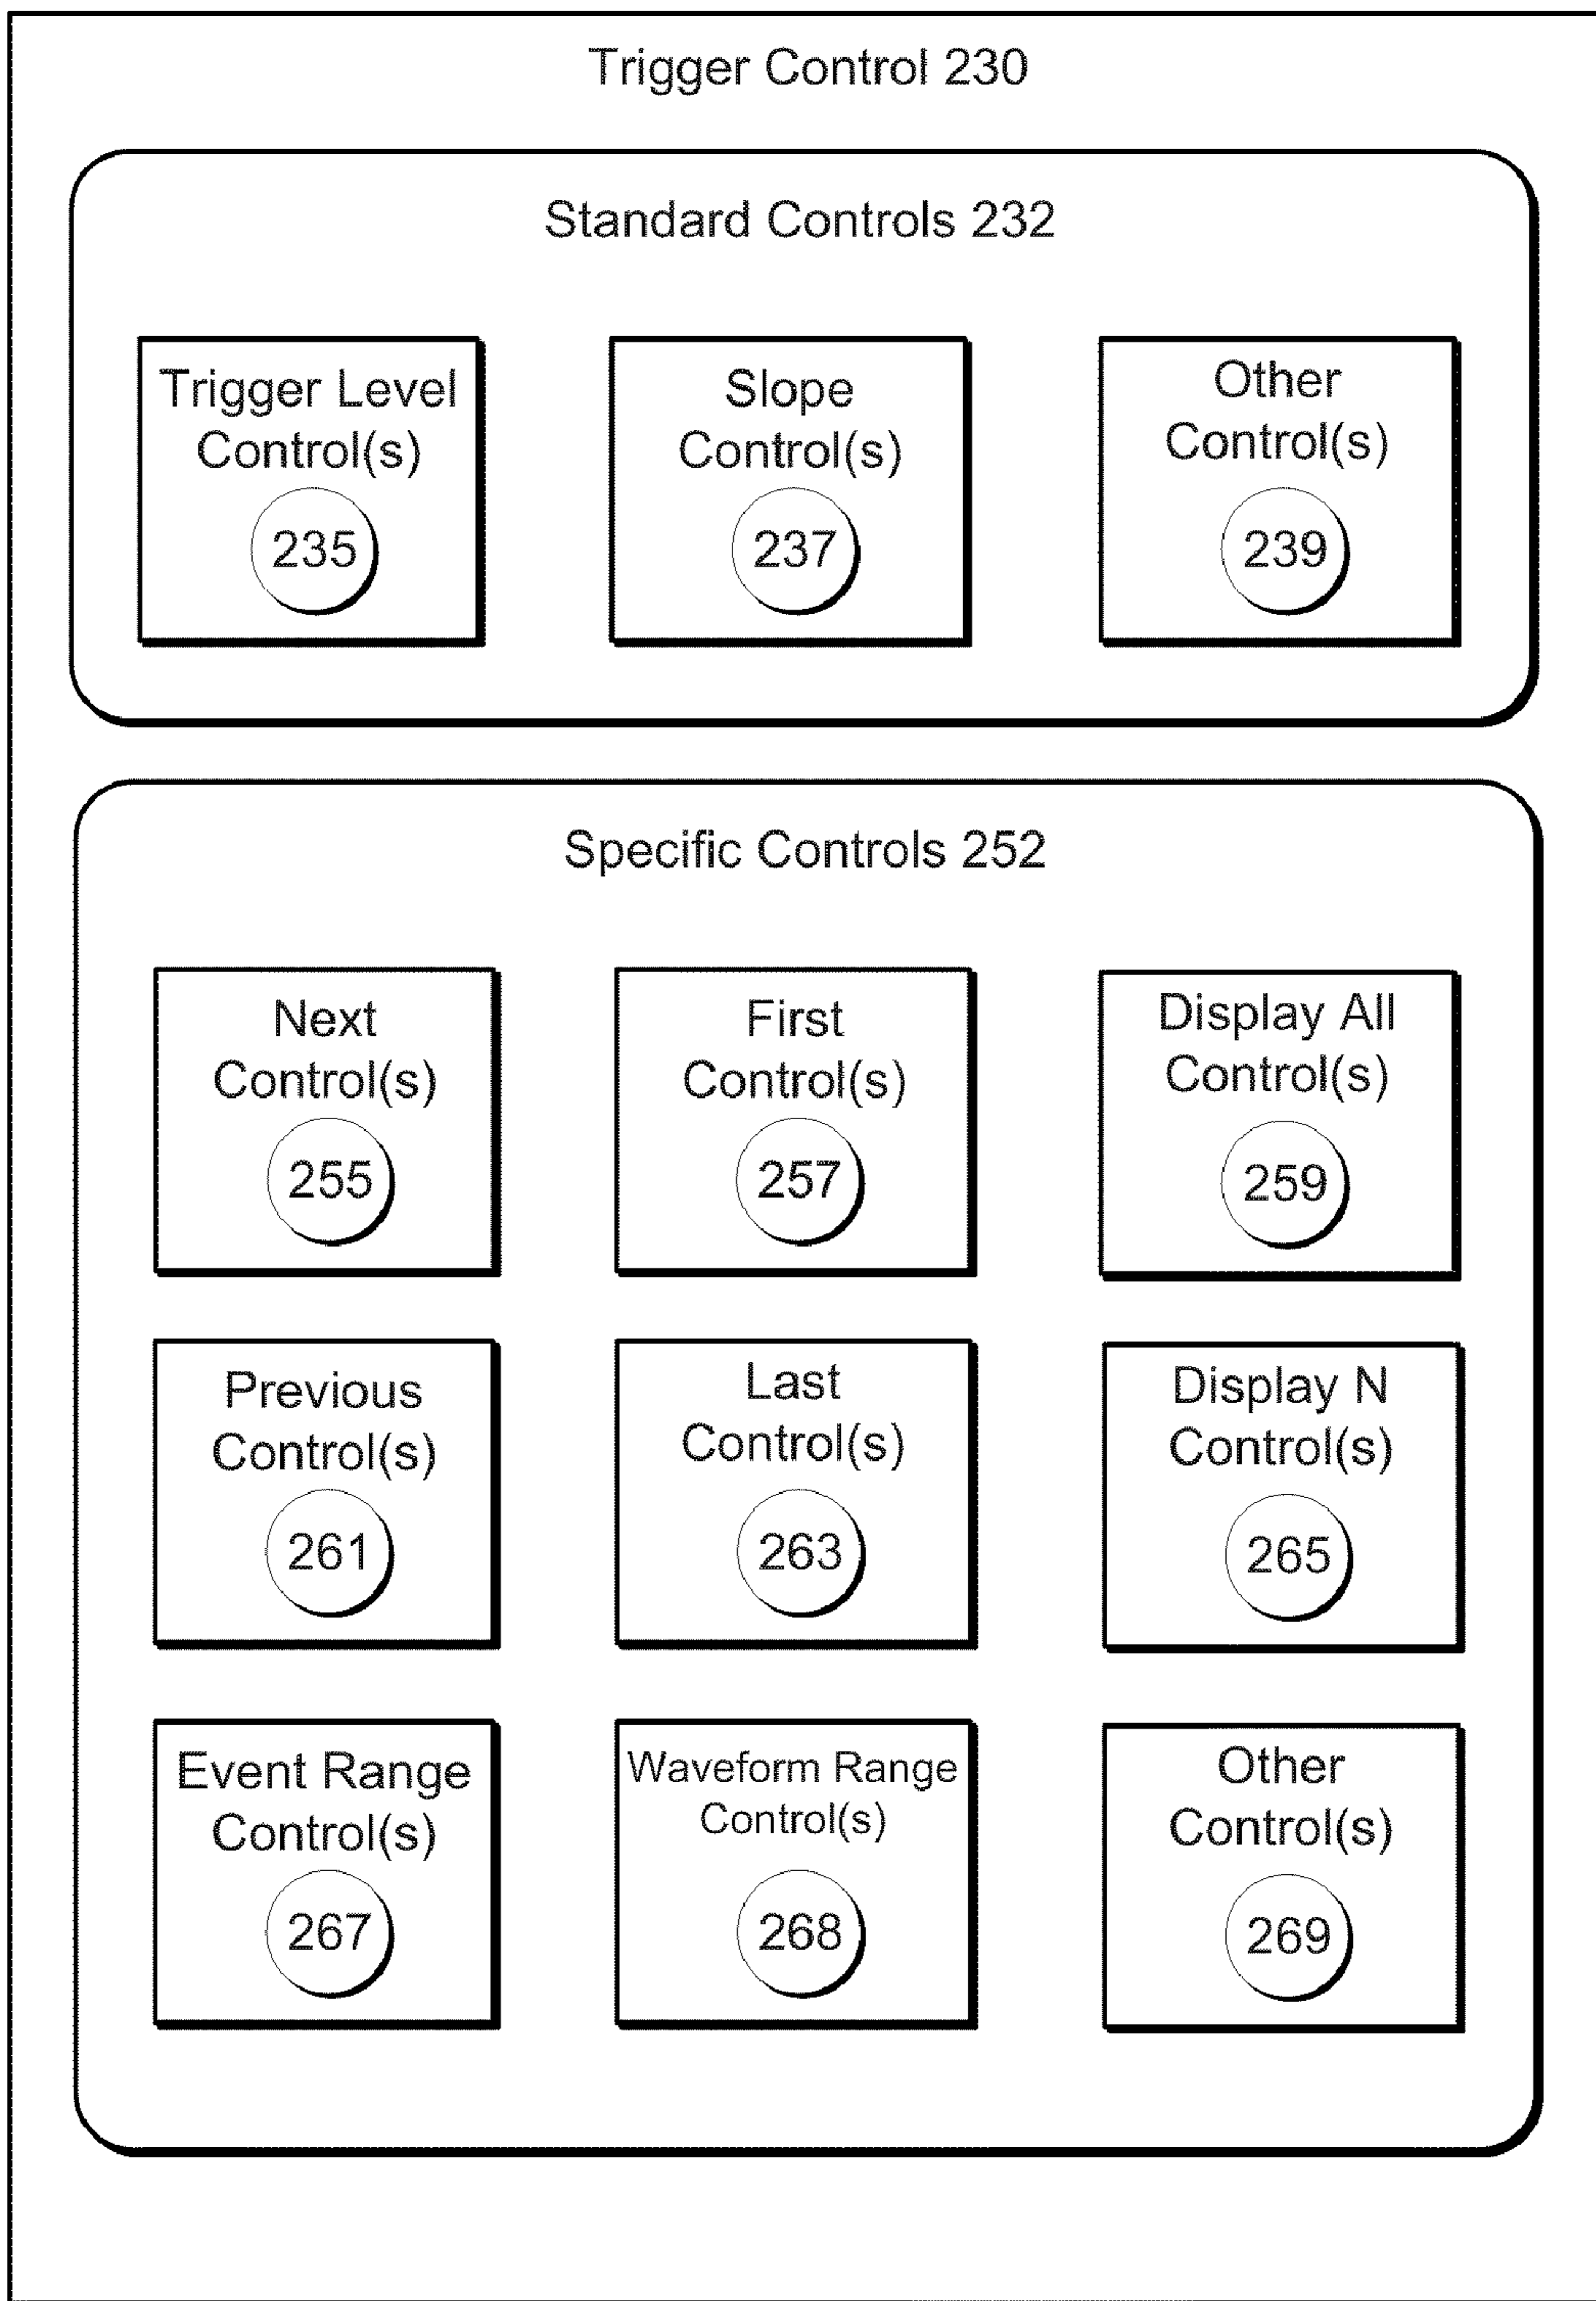 Trigger Control 230
Standard Controls 232
Trigger Level
Control(s)
235
Slope
Control(s)
237
Other
Control(s)
239
Specific Controls 252
Next
Control(s)
255
First
Control(s)
257
Display All
Control(s)
259
Previous
Control(s)
261
Last
Control(s)
263
Display N
Control(s)
265
Event Range
Control(s)
267
Waveform Range
Control(s)
268
Other
Control(s)
269